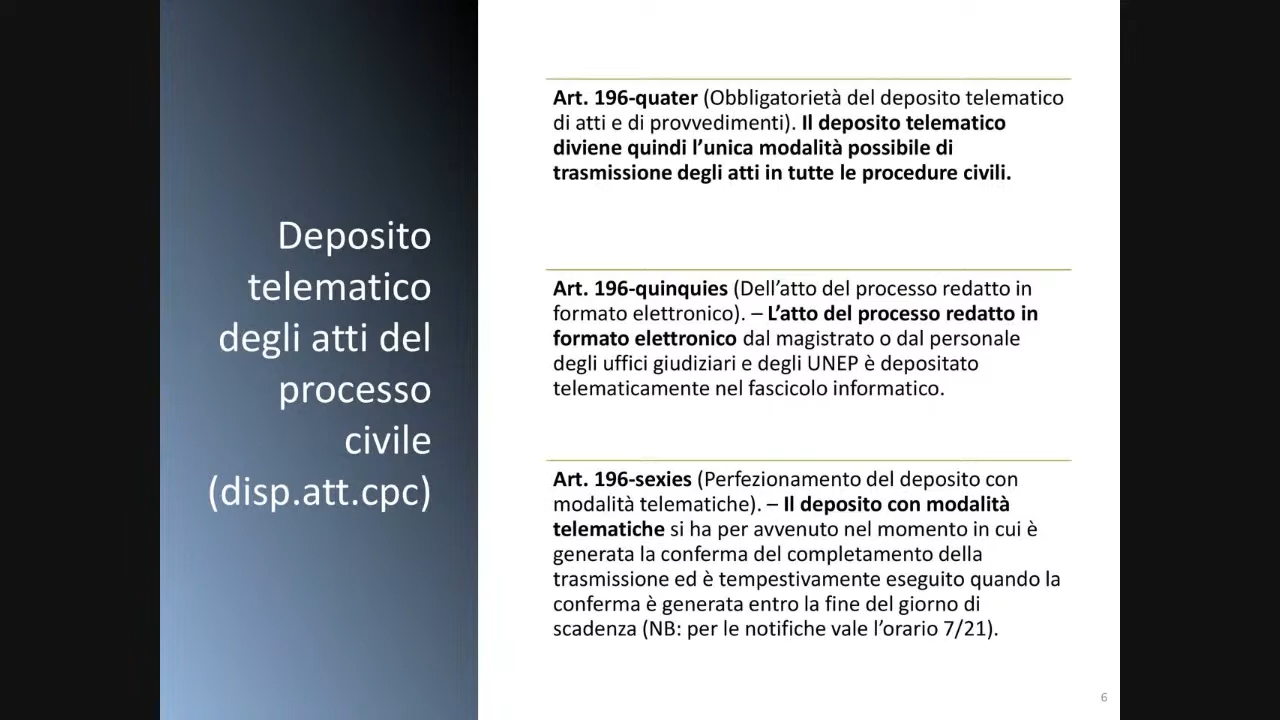 Deposito
telematico
degli atti del
processo
civile
(disp.att.cpc)
Art. 196-quater (Obbligatorietà del deposito telematico
di atti e di provvedimenti). Il deposito telematico
diviene quindi l’unica modalità possibile di
trasmissione degli atti in tutte le procedure civili.
Art. 196-quinquies (Dell’atto del processo redatto in
formato elettronico). – L’atto del processo redatto in
formato elettronico dal magistrato o dal personale
degli uffici giudiziari e degli UNEP è depositato
telematicamente nel fascicolo informatico.
Art. 196-sexies (Perfezionamento del deposito con
modalità telematiche). – Il deposito con modalità
telematiche si ha per avvenuto nel momento in cui è
generata la conferma del completamento della
trasmissione ed è tempestivamente eseguito quando la
conferma è generata entro la fine del giorno di
scadenza (NB: per le notifiche vale l’orario 7/21).
6